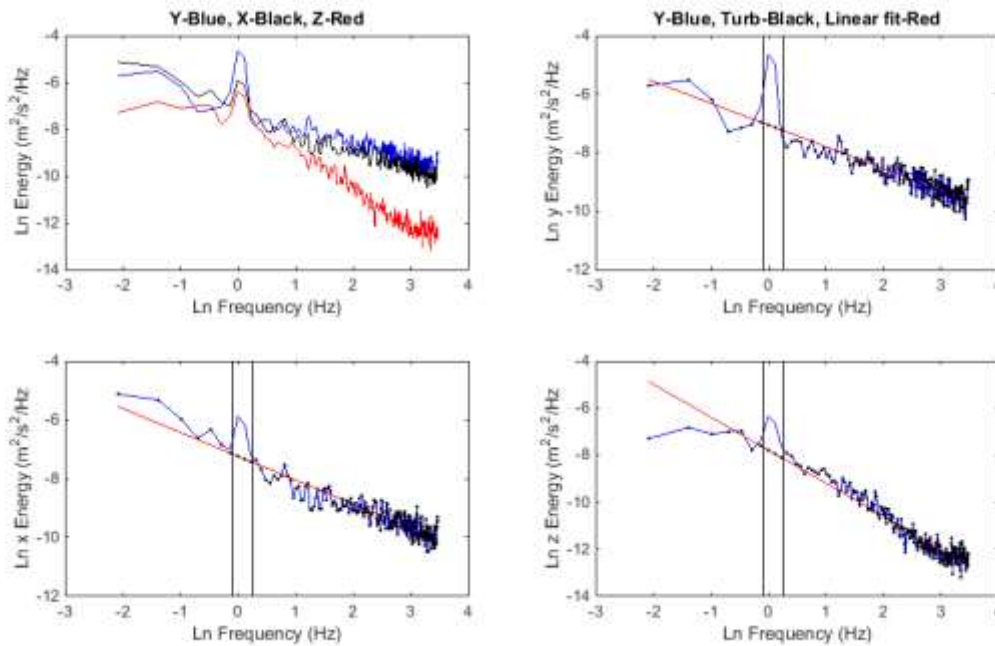 Y-Blue, X-Black, Z-Red
Ln Energy (m²/s²/Hz)
-4
-6
-8
-10
-12
-14
-3 -2 -1 0 1 2 3 4
Ln Frequency (Hz)
Y-Blue, Turb-Black, Linear fit-Red
Ln y Energy (m²/s²/Hz)
-4
-6
-8
-10
-12
-3 -2 -1 0 1 2 3 4
Ln Frequency (Hz)
Ln x Energy (m²/s²/Hz)
-4
-6
-8
-10
-12
-3 -2 -1 0 1 2 3 4
Ln Frequency (Hz)
Ln z Energy (m²/s²/Hz)
-4
-6
-8
-10
-12
-14
-3 -2 -1 0 1 2 3 4
Ln Frequency (Hz)